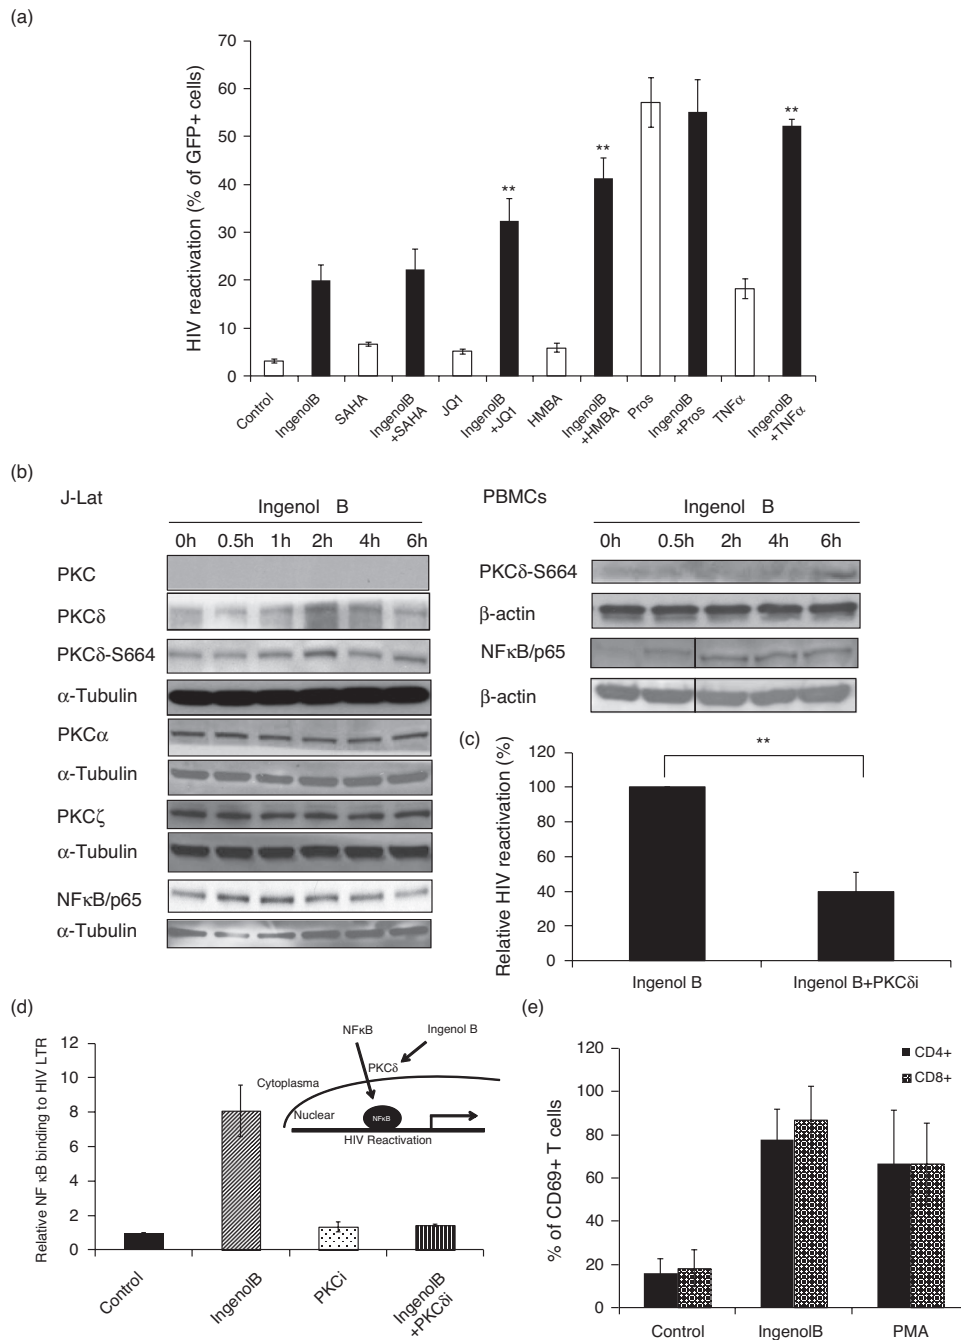 (a)
HIV reactivation (% of GFP+ cells)
70
60
50
40
30
20
10
0
**
**
**
Control
IngenolB
SAHA
IngenolB
+SAHA
JQ1
IngenolB
+JQ1
HMBA
IngenolB
+HMBA
Pros
IngenolB
+Pros
TNFα
IngenolB
+TNFα
(b)
J-Lat
Ingenol B
0h 0.5h 1h 2h 4h 6h
PKC
PKCδ
PKCδ-S664
α-Tubulin
PKCα
α-Tubulin
PKCζ
α-Tubulin
NFκB/p65
α-Tubulin
PBMCs
Ingenol B
0h 0.5h 2h 4h 6h
PKCδ-S664
β-actin
NFκB/p65
β-actin
(c)
Relative HIV reactivation (%)
120
100
80
60
40
20
0
**
Ingenol B
Ingenol B+PKCδi
(d)
Relative NF κB binding to HIV LTR
12
10
8
6
4
2
0
Control
IngenolB
PKCi
IngenolB
+PKCδi
NFκB
Ingenol B
PKCδ
Cytoplasma
Nuclear
NFκB
HIV Reactivation
(e)
% of CD69+ T cells
120
100
80
60
40
20
0
CD4+
CD8+
Control
IngenolB
PMA